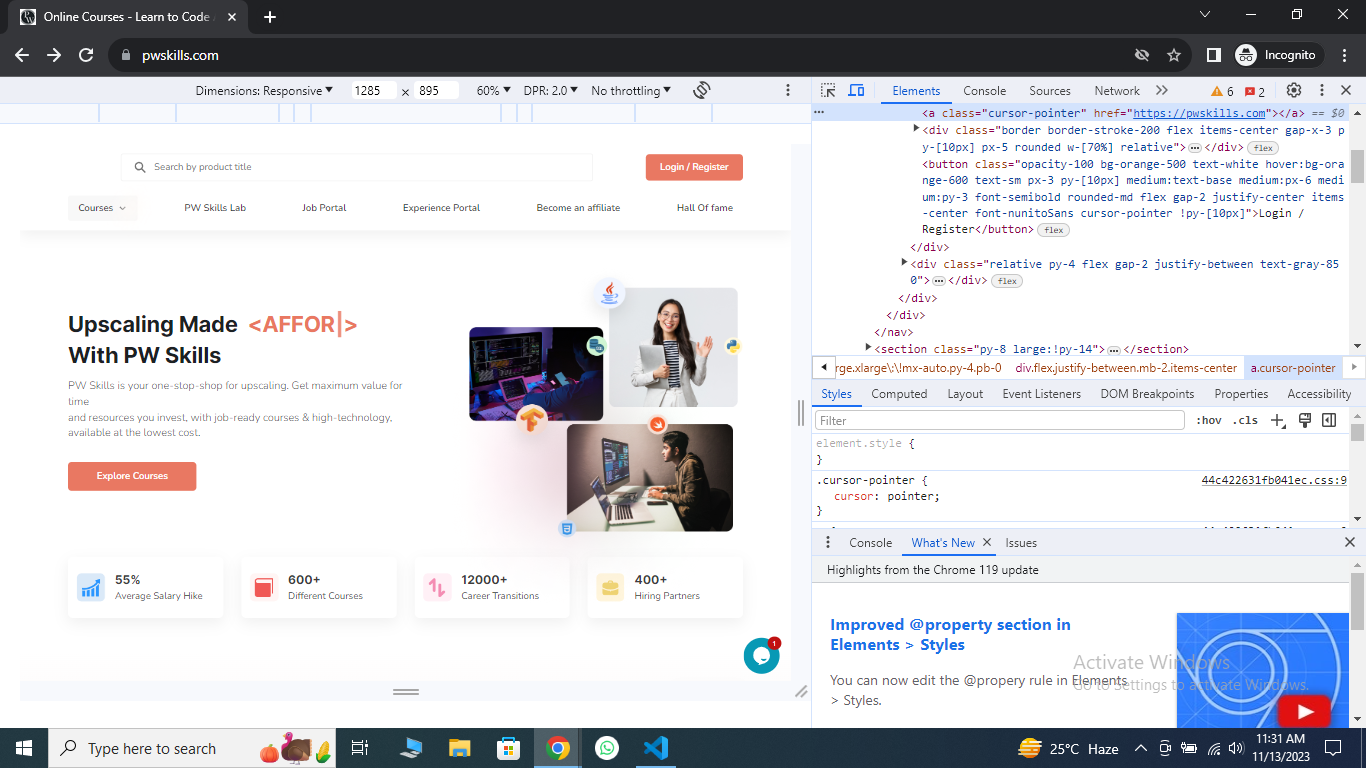 Online Courses - Learn to Code
pwskills.com
Incognito
Dimensions: Responsive
1285 × 895
60%
DPR: 2.0
No throttling
Search by product title
Login / Register
Courses
PW Skills Lab
Job Portal
Experience Portal
Become an affiliate
Hall Of fame
Upscaling Made <AFFOR|>
With PW Skills
PW Skills is your one-stop-shop for upscaling. Get maximum value for
time
and resources you invest, with job-ready courses & high-technology,
available at the lowest cost.
Explore Courses
55%
Average Salary Hike
600+
Different Courses
12000+
Career Transitions
400+
Hiring Partners
1
Elements
Console
Sources
Network
6
2
<a class="cursor-pointer" href="https://pwskills.com"></a> == $0
<div class="border border-stroke-200 flex items-center gap-x-3 p
y-[10px] px-5 rounded w-[70%] relative">…</div> flex
<button class="opacity-100 bg-orange-500 text-white hover:bg-ora
nge-600 text-sm px-3 py-[10px] medium:text-base medium:px-6 medi
um:py-3 font-semibold rounded-md flex gap-2 justify-center items
-center font-nunitoSans cursor-pointer !py-[10px]">Login /
Register</button> flex
</div>
<div class="relative py-4 flex gap-2 justify-between text-gray-85
0">…</div> flex
</div>
</div>
</nav>
<section class="py-8 large:!py-14">…</section>
rge.xlarge\:\!mx-auto.py-4.pb-0
div.flex.justify-between.mb-2.items-center
a.cursor-pointer
Styles
Computed
Layout
Event Listeners
DOM Breakpoints
Properties
Accessibility
Filter
:hov
.cls
element.style {
}
.cursor-pointer {
44c422631fb041ec.css:9
cursor: pointer;
}
Console
What's New
Issues
Highlights from the Chrome 119 update
Improved @property section in
Elements > Styles
You can now edit the @propery rule in Elements
> Styles.
Activate Windows
Go to Settings to activate Windows.
Type here to search
25°C Haze
11:31 AM
11/13/2023